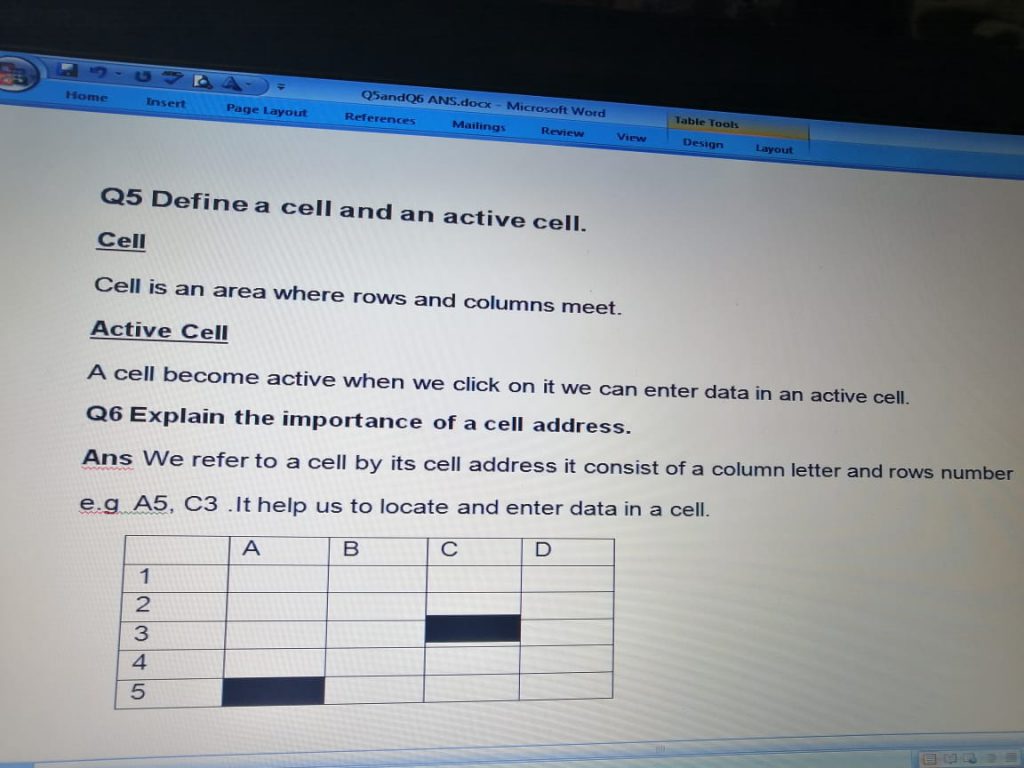 Q5andQ6 ANS.docx - Microsoft Word
Table Tools
Home Insert Page Layout References Mailings Review View Design Layout
Q5 Define a cell and an active cell.
Cell
Cell is an area where rows and columns meet.
Active Cell
A cell become active when we click on it we can enter data in an active cell.
Q6 Explain the importance of a cell address.
Ans We refer to a cell by its cell address it consist of a column letter and rows number
e.g A5, C3 .It help us to locate and enter data in a cell.
A B C D
1
2
3
4
5